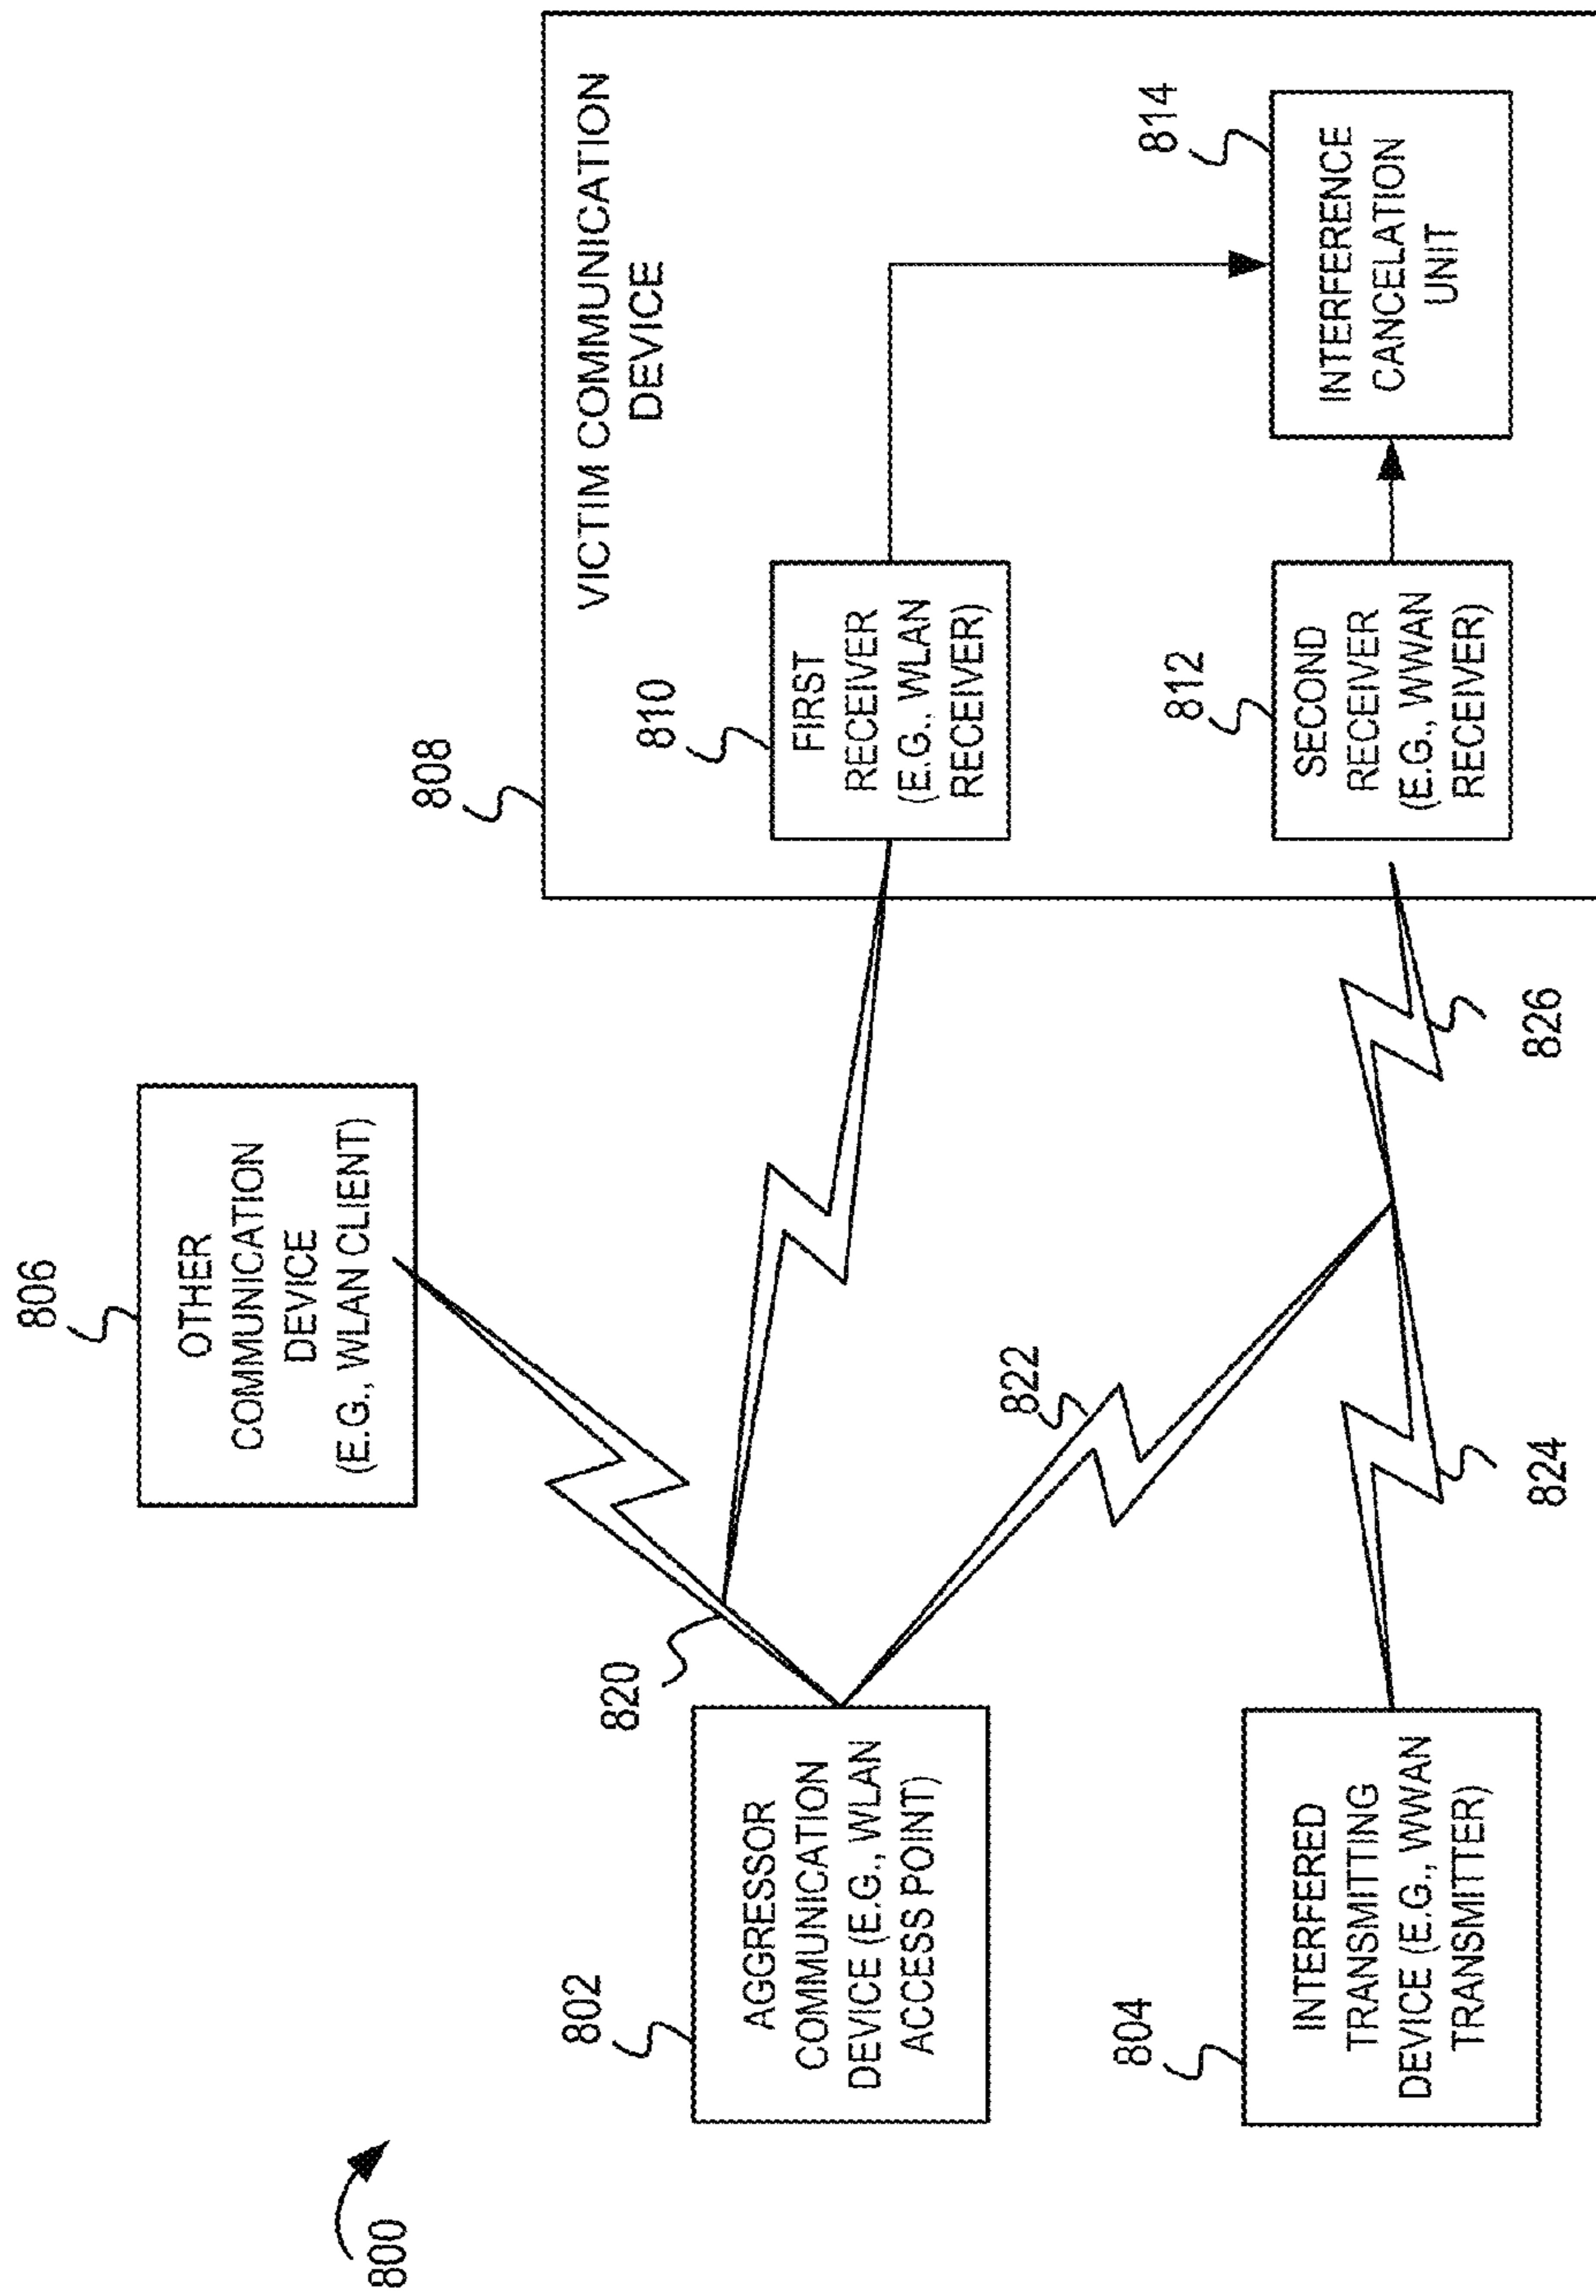 800
806
OTHER
COMMUNICATION
DEVICE
(E.G., WLAN CLIENT)
808
VICTIM COMMUNICATION
DEVICE
802
AGGRESSOR
COMMUNICATION
DEVICE (E.G., WLAN
ACCESS POINT)
820
810
FIRST
RECEIVER
(E.G., WLAN
RECEIVER)
822
814
INTERFERENCE
CANCELATION
UNIT
804
INTERFERED
TRANSMITTING
DEVICE (E.G., WWAN
TRANSMITTER)
812
SECOND
RECEIVER
(E.G., WWAN
RECEIVER)
824
826